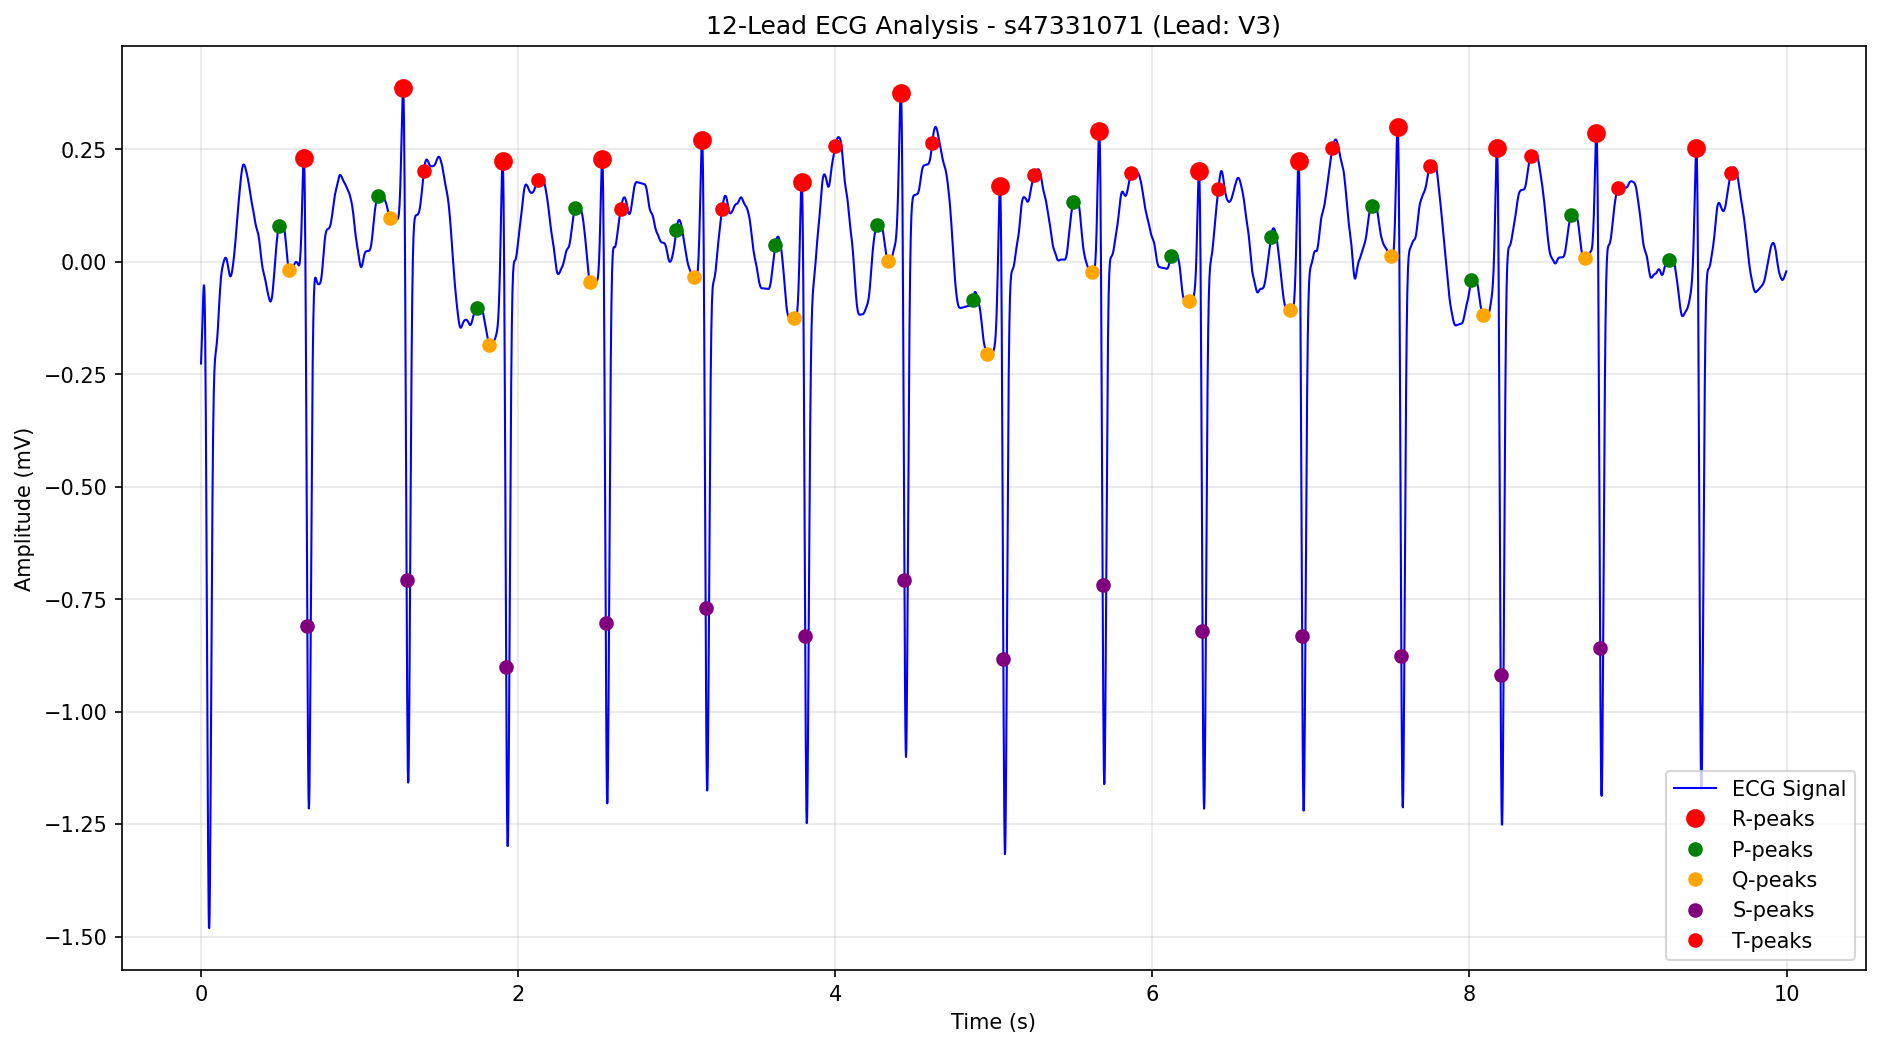 12-Lead ECG Analysis - s47331071 (Lead: V3)
Amplitude (mV)
0.25
0.00
−0.25
−0.50
−0.75
−1.00
−1.25
−1.50
0 2 4 6 8 10
Time (s)
ECG Signal
R-peaks
P-peaks
Q-peaks
S-peaks
T-peaks